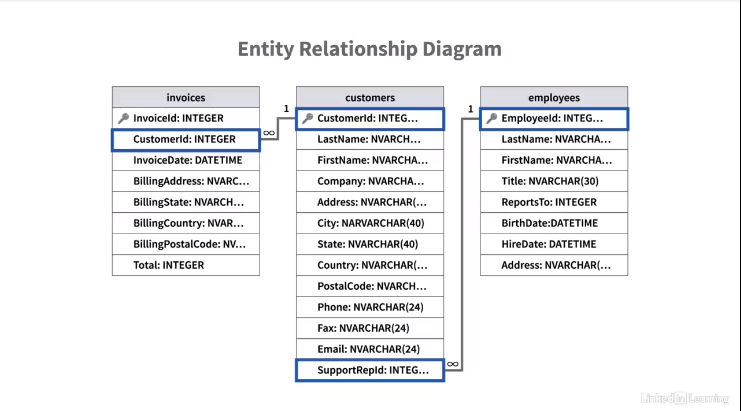 Entity Relationship Diagram
invoices
InvoiceId: INTEGER
CustomerId: INTEGER
InvoiceDate: DATETIME
BillingAddress: NVARC...
BillingState: NVARCH...
BillingCountry: NVAR...
BillingPostalCode: NV...
Total: INTEGER
∞
1
customers
CustomerId: INTEG...
LastName: NVARCH...
FirstName: NVARCHA...
Company: NVARCHA...
Address: NVARCHAR(...
City: NARVARCHAR(40)
State: NVARCHAR(40)
Country: NVARCHAR(...
PostalCode: NVARCH...
Phone: NVARCHAR(24)
Fax: NVARCHAR(24)
Email: NVARCHAR(24)
SupportRepId: INTEG...
∞
1
employees
EmployeeId: INTEG...
LastName: NVARCHA...
FirstName: NVARCHA...
Title: NVARCHAR(30)
ReportsTo: INTEGER
BirthDate:DATETIME
HireDate: DATETIME
Address: NVARCHAR(...
Linked in Learning